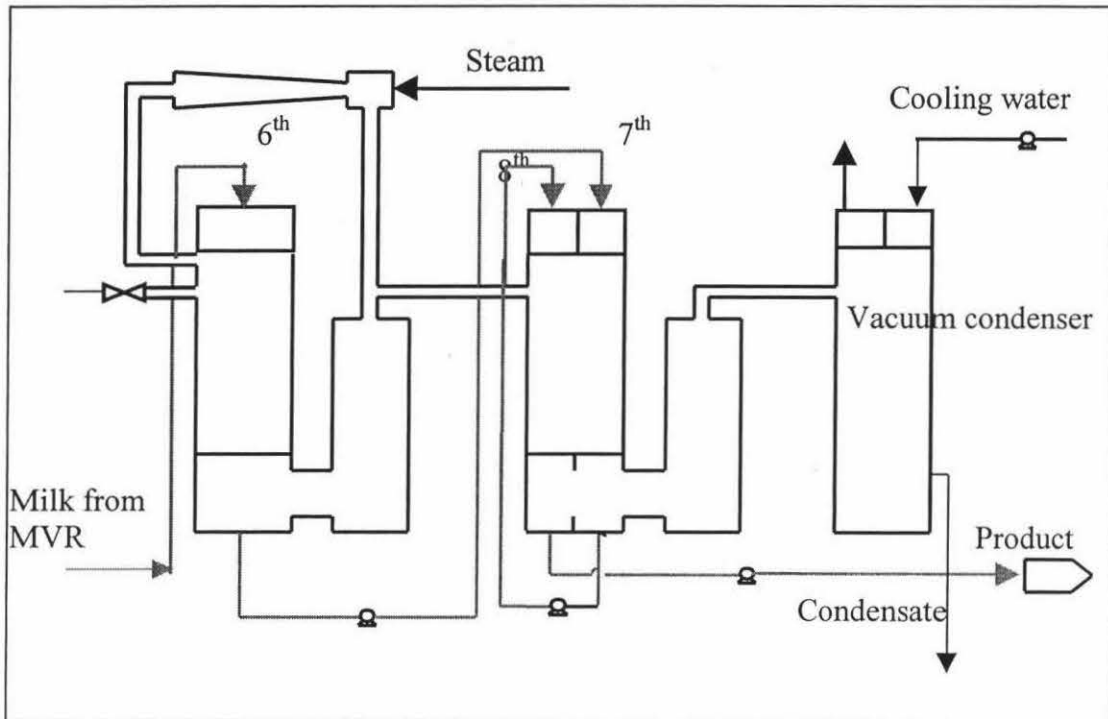 Steam
Cooling water
6th
7th
8th
Vacuum condenser
Milk from
MVR
Product
Condensate